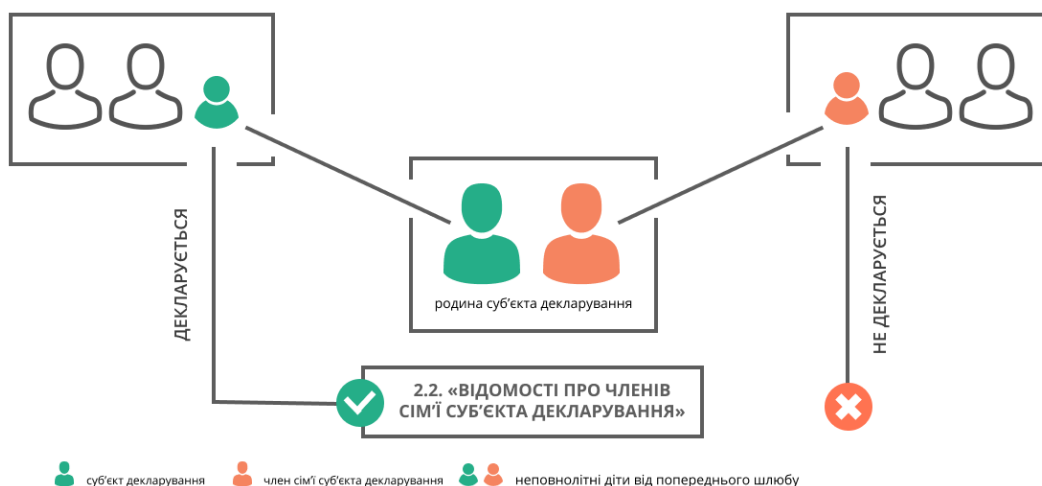 ДЕКЛАРУЄТЬСЯ
родина суб’єкта декларування
НЕ ДЕКЛАРУЄТЬСЯ
2.2. «ВІДОМОСТІ ПРО ЧЛЕНІВ
СІМ’Ї СУБ’ЄКТА ДЕКЛАРУВАННЯ»
суб’єкт декларування
член сім’ї суб’єкта декларування
неповнолітні діти від попереднього шлюбу